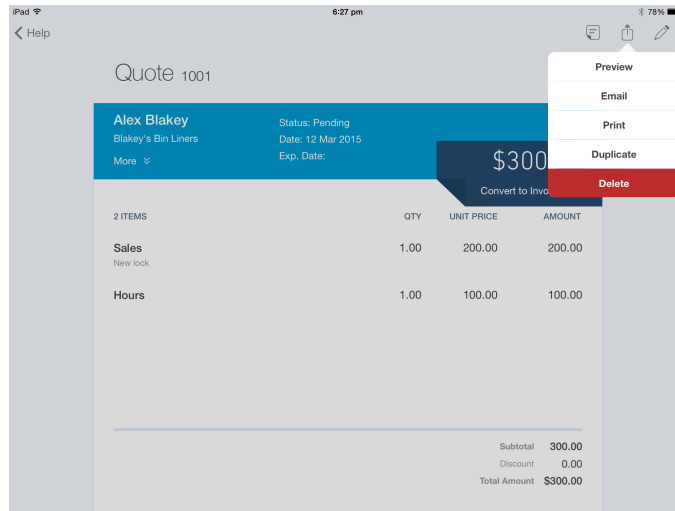 iPad 6:27 pm 78%
Help
Quote 1001
Preview
Email
Print
Duplicate
Delete
Alex Blakey
Blakey's Bin Liners
More
Status: Pending
Date: 12 Mar 2015
Exp. Date:
$300
Convert to Invo
2 ITEMS QTY UNIT PRICE AMOUNT
Sales 1.00 200.00 200.00
New lock
Hours 1.00 100.00 100.00
Subtotal 300.00
Discount 0.00
Total Amount $300.00